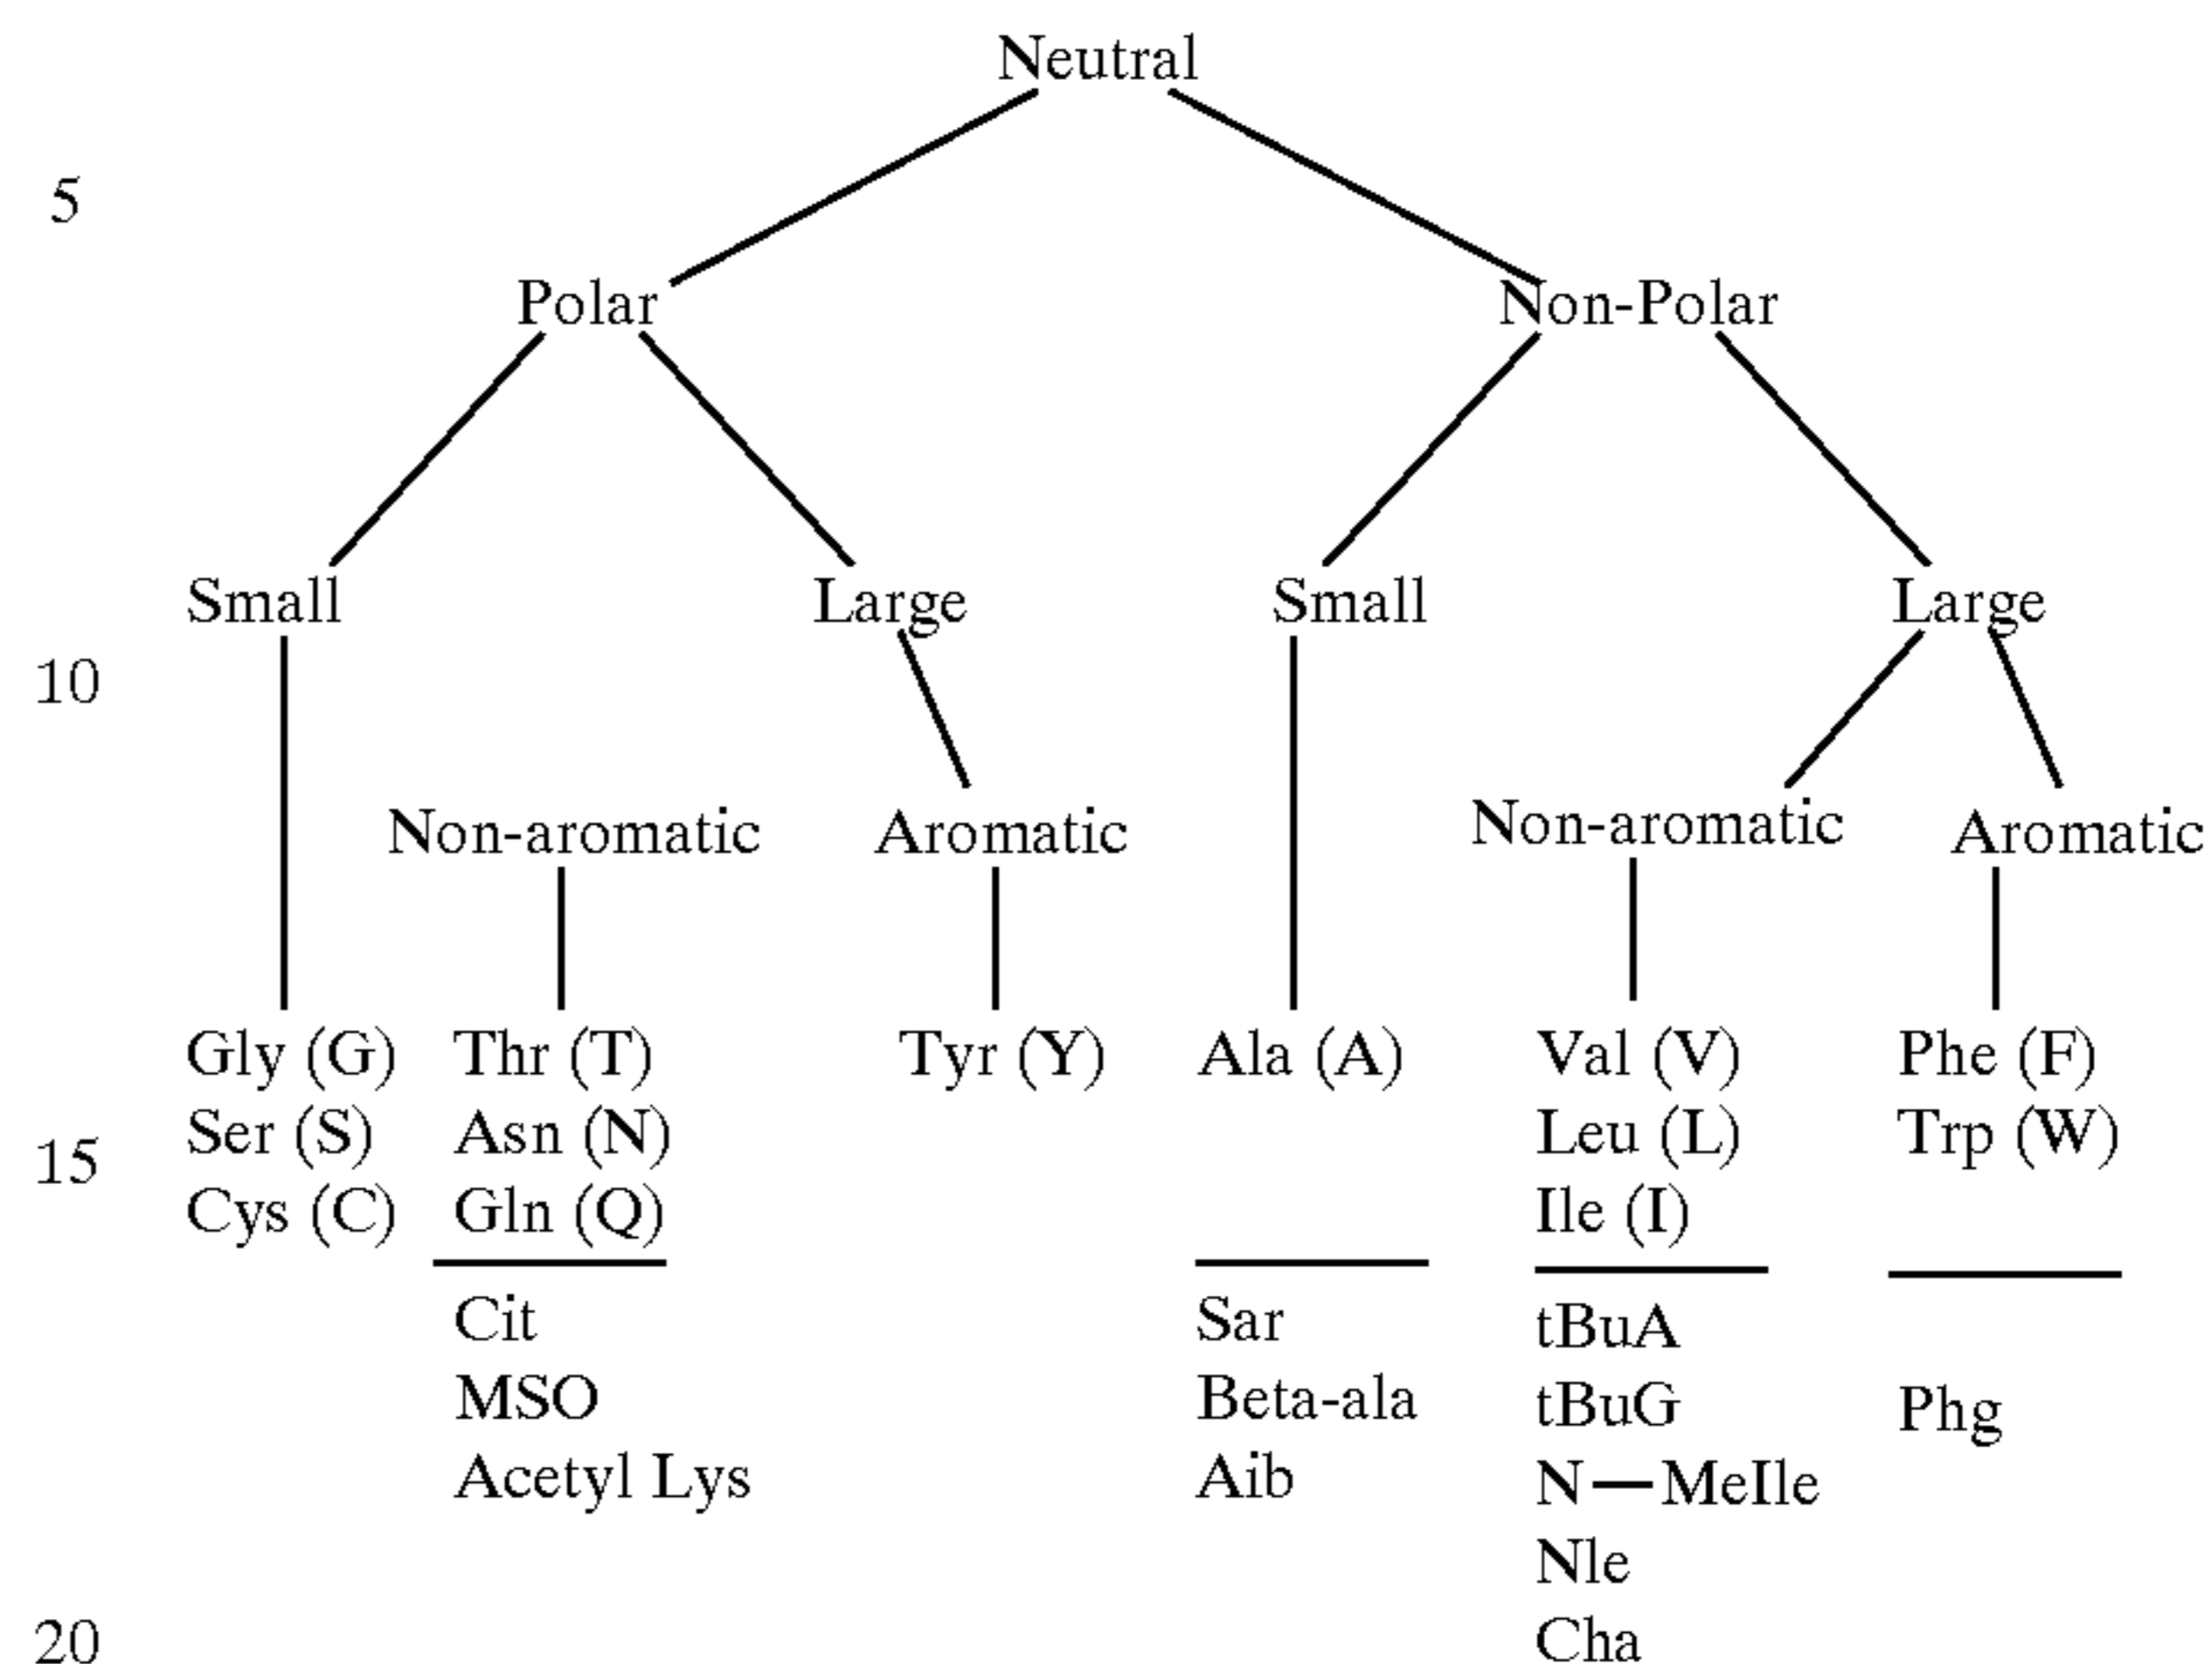 Neutral
5
Polar Non-Polar
Small Large Small Large
10
Non-aromatic Aromatic Non-aromatic Aromatic
Gly (G) Thr (T) Tyr (Y) Ala (A) Val (V) Phe (F)
15 Ser (S) Asn (N) Leu (L) Trp (W)
Cys (C) Gln (Q) Ile (I)
Cit Sar tBuA
MSO Beta-ala tBuG Phg
Acetyl Lys Aib N—MeIle
Nle
20 Cha